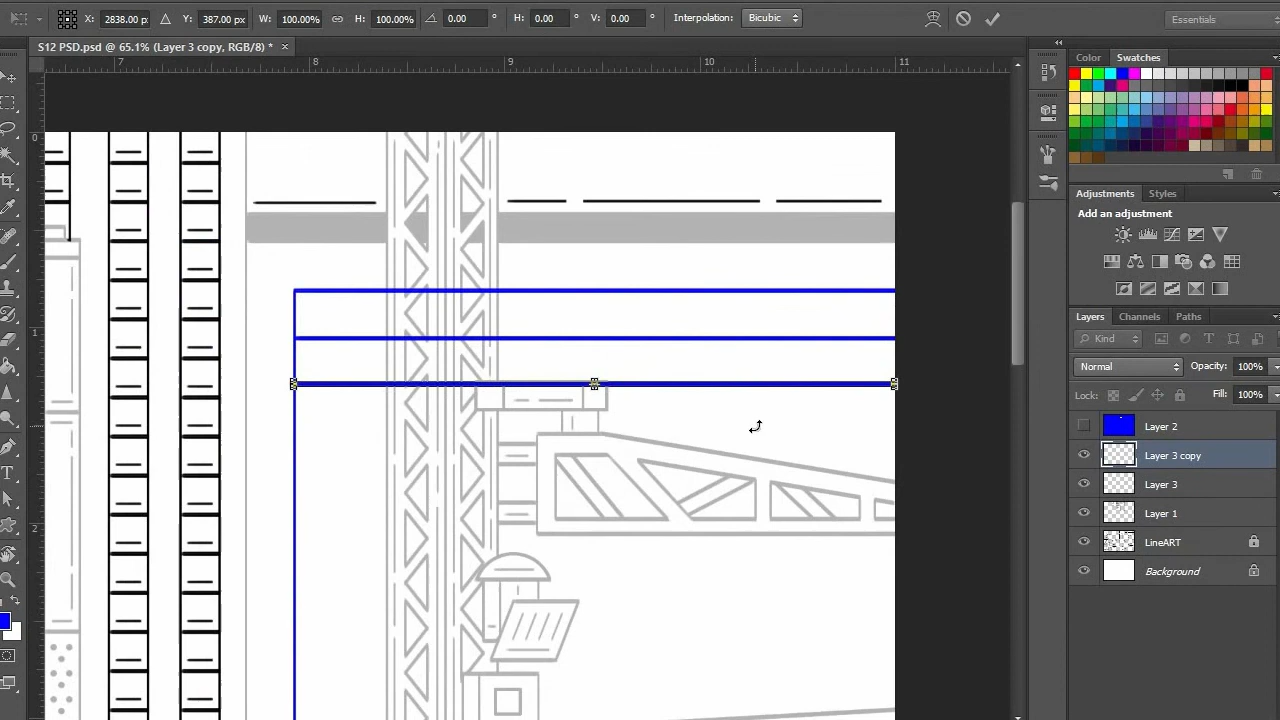 X: 2838.00 p: Y: 387.00 px W: 100.00% H: 100.00% 0.00 ° H: 0.00 ° V: 0.00 ° Interpolation: Bicubic Essentials
S12 PSD.psd @ 65.1% (Layer 3 copy, RGB/8) * ×
7 8 9 10 11
0
1
2
Color Swatches
Adjustments Styles
Add an adjustment
Layers Channels Paths
Kind
Normal Opacity: 100%
Lock: Fill: 100%
Layer 2
Layer 3 copy
Layer 3
Layer 1
LineART
Background